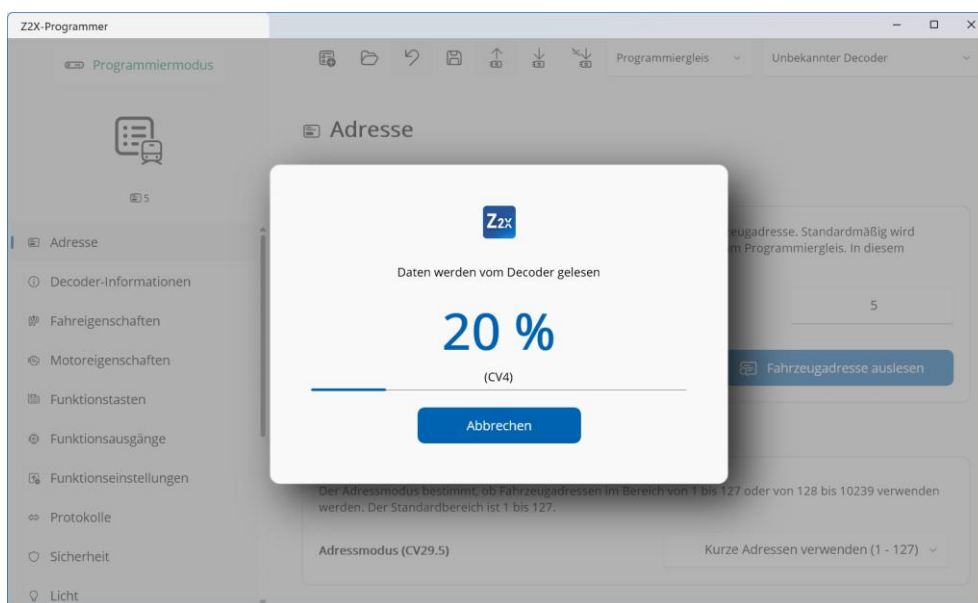 Z2X-Programmer
Programmiermodus
Programmiergleis
Unbekannter Decoder
5
Adresse
Decoder-Informationen
Fahreigenschaften
Motoreigenschaften
Funktionstasten
Funktionsausgänge
Funktionseinstellungen
Protokolle
Sicherheit
Licht
Adresse
eugadresse. Standardmäßig wird
m Programmiergleis. In diesem
5
Fahrzeugadresse auslesen
Z2X
Daten werden vom Decoder gelesen
20 %
(CV4)
Abbrechen
Der Adressmodus bestimmt, ob Fahrzeugadressen im Bereich von 1 bis 127 oder von 128 bis 10239 verwenden
werden. Der Standardbereich ist 1 bis 127.
Adressmodus (CV29.5)
Kurze Adressen verwenden (1 - 127)